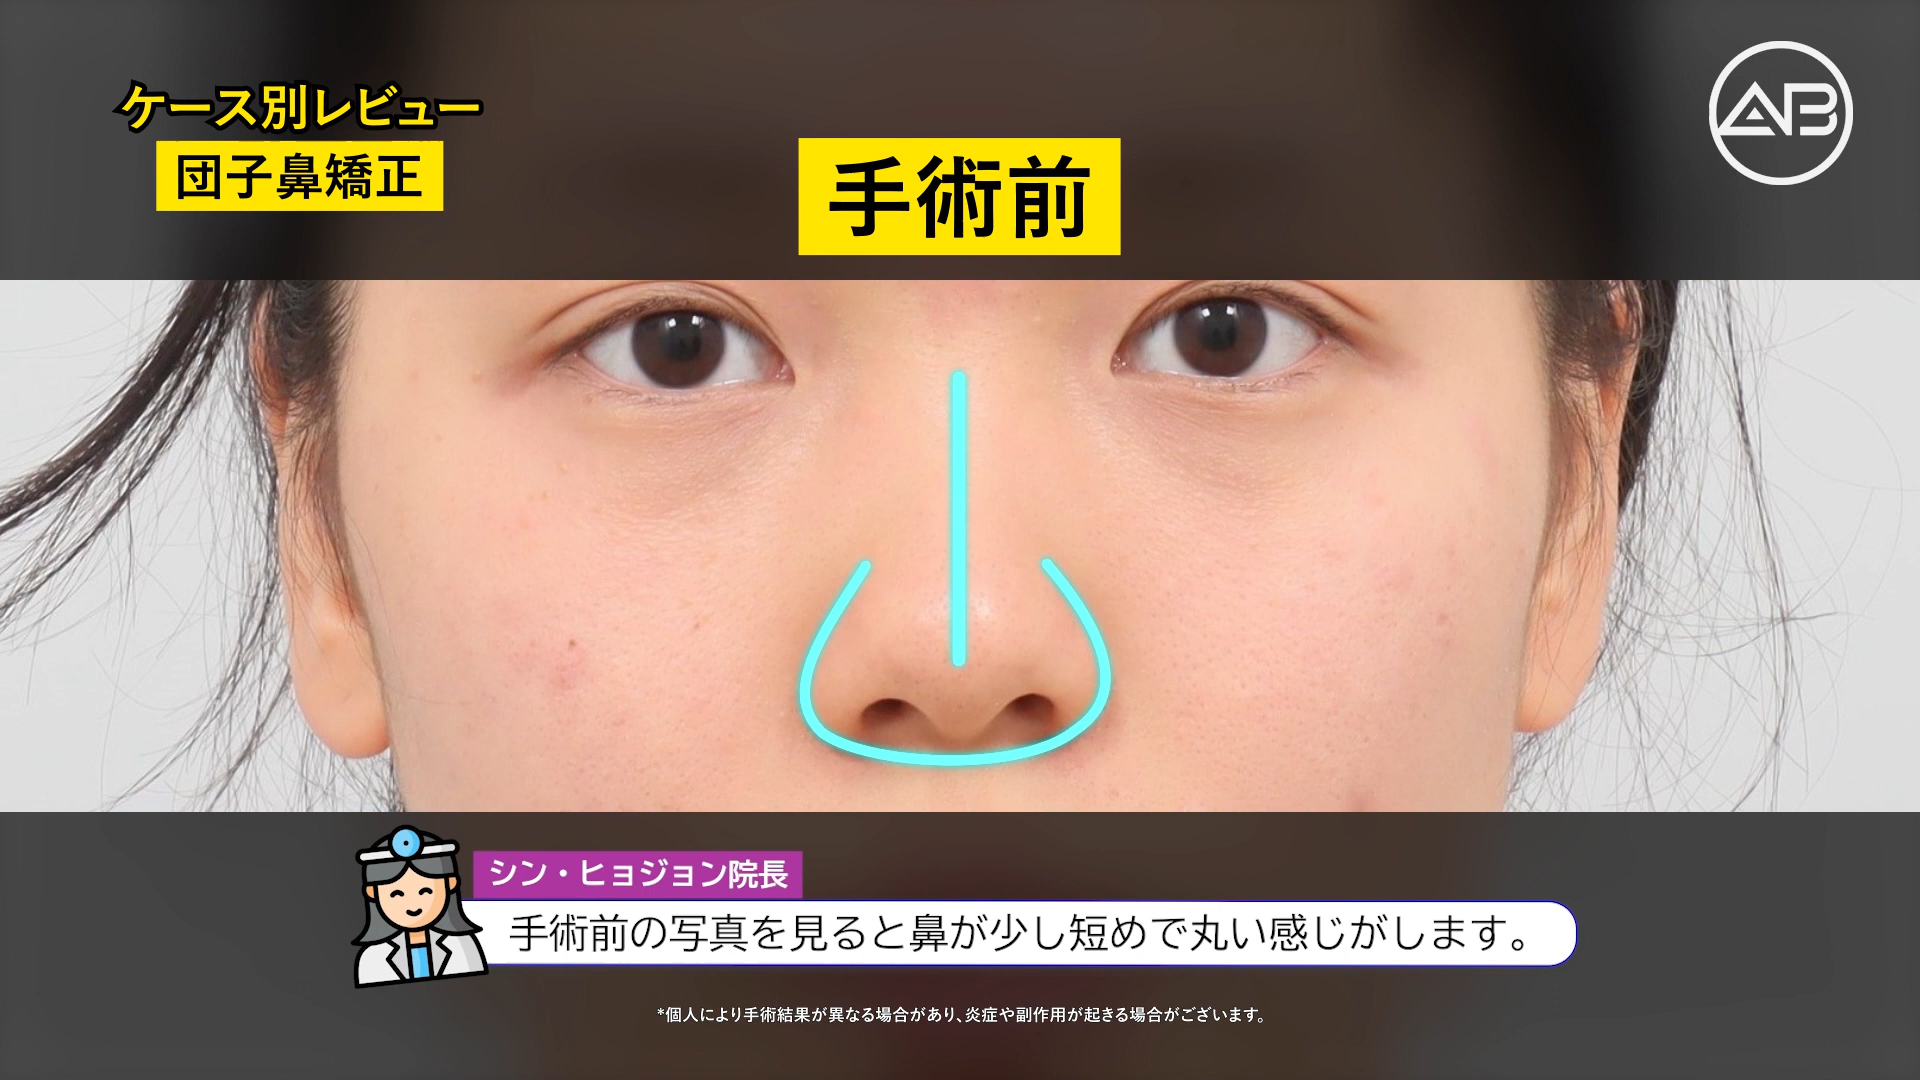 ケース別レビュー
団子鼻矯正
手術前
AB
シン・ヒョジョン院長
手術前の写真を見ると鼻が少し短めで丸い感じがします。
*個人により手術結果が異なる場合があり、炎症や副作用が起きる場合がございます。